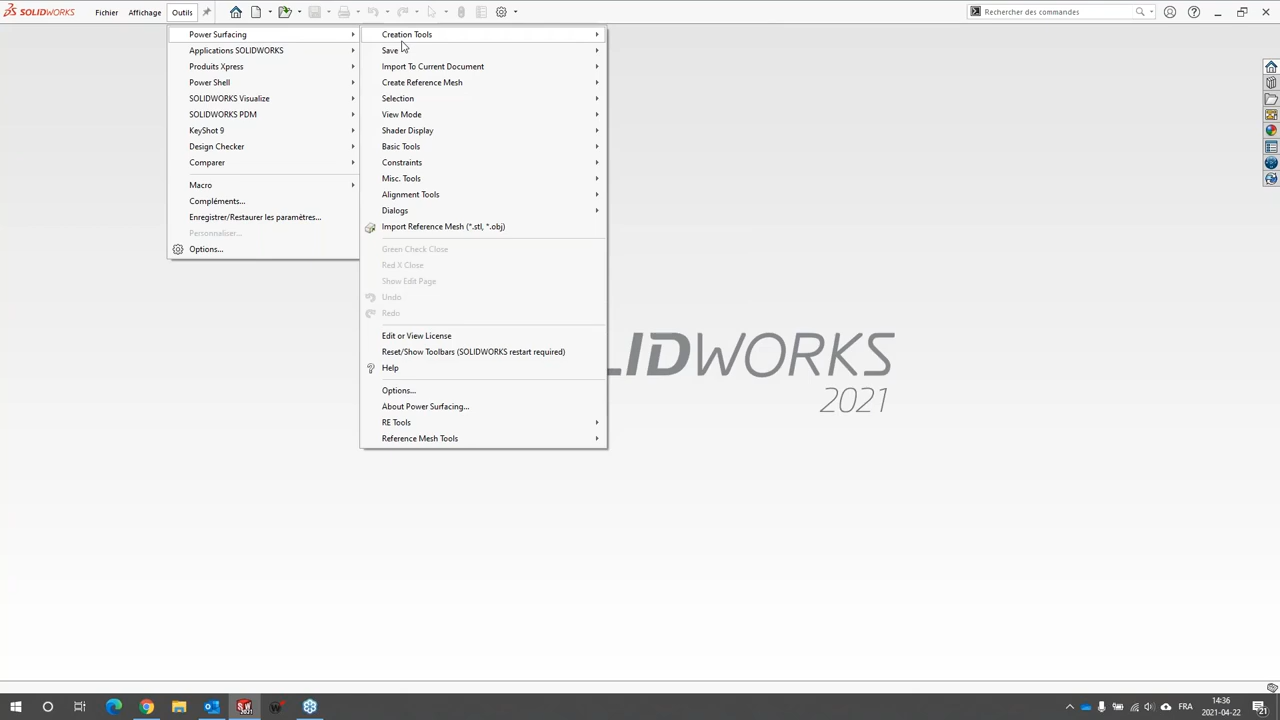 SOLIDWORKS
Fichier
Affichage
Outils
Rechercher des commandes
Power Surfacing
Applications SOLIDWORKS
Produits Xpress
Power Shell
SOLIDWORKS Visualize
SOLIDWORKS PDM
KeyShot 9
Design Checker
Comparer
Macro
Compléments...
Enregistrer/Restaurer les paramètres...
Personnaliser...
Options...
Creation Tools
Save
Import To Current Document
Create Reference Mesh
Selection
View Mode
Shader Display
Basic Tools
Constraints
Misc. Tools
Alignment Tools
Dialogs
Import Reference Mesh (*.stl, *.obj)
Green Check Close
Red X Close
Show Edit Page
Undo
Redo
Edit or View License
Reset/Show Toolbars (SOLIDWORKS restart required)
Help
Options...
About Power Surfacing...
RE Tools
Reference Mesh Tools
LIDWORKS
2021
FRA
14:36
2021-04-22
21